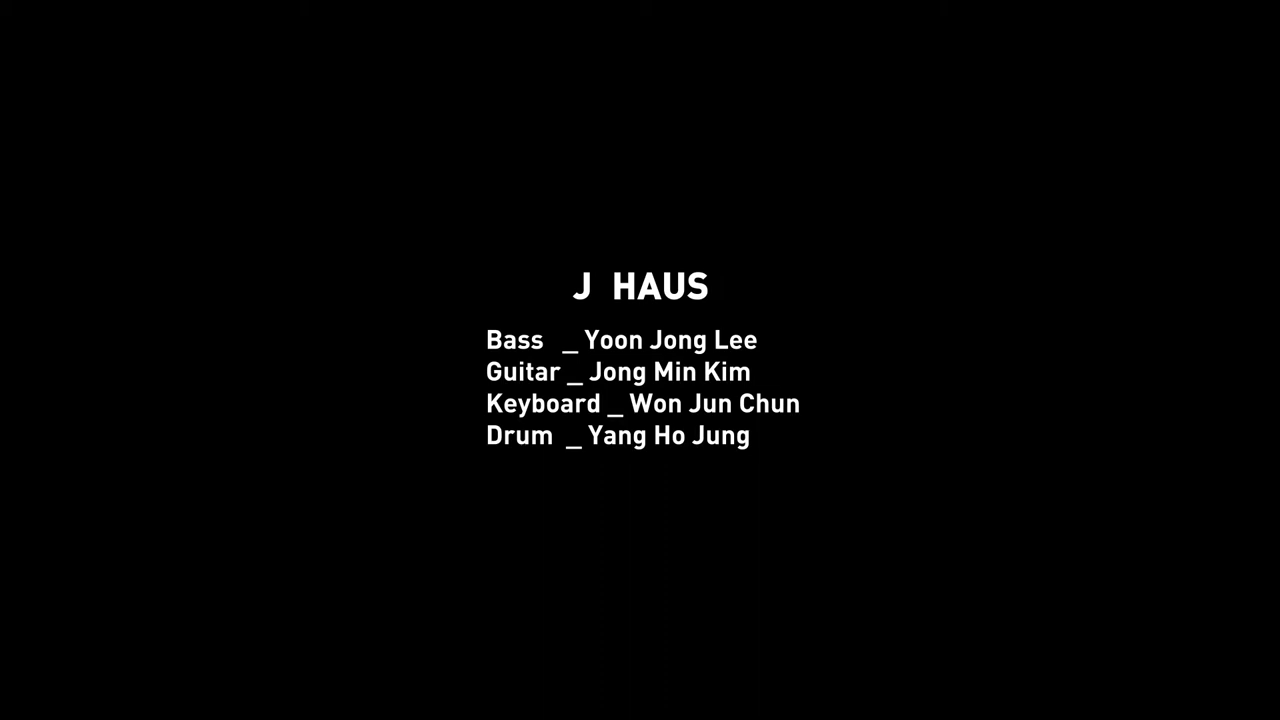 J HAUS
Bass _ Yoon Jong Lee
Guitar _ Jong Min Kim
Keyboard _ Won Jun Chun
Drum _ Yang Ho Jung